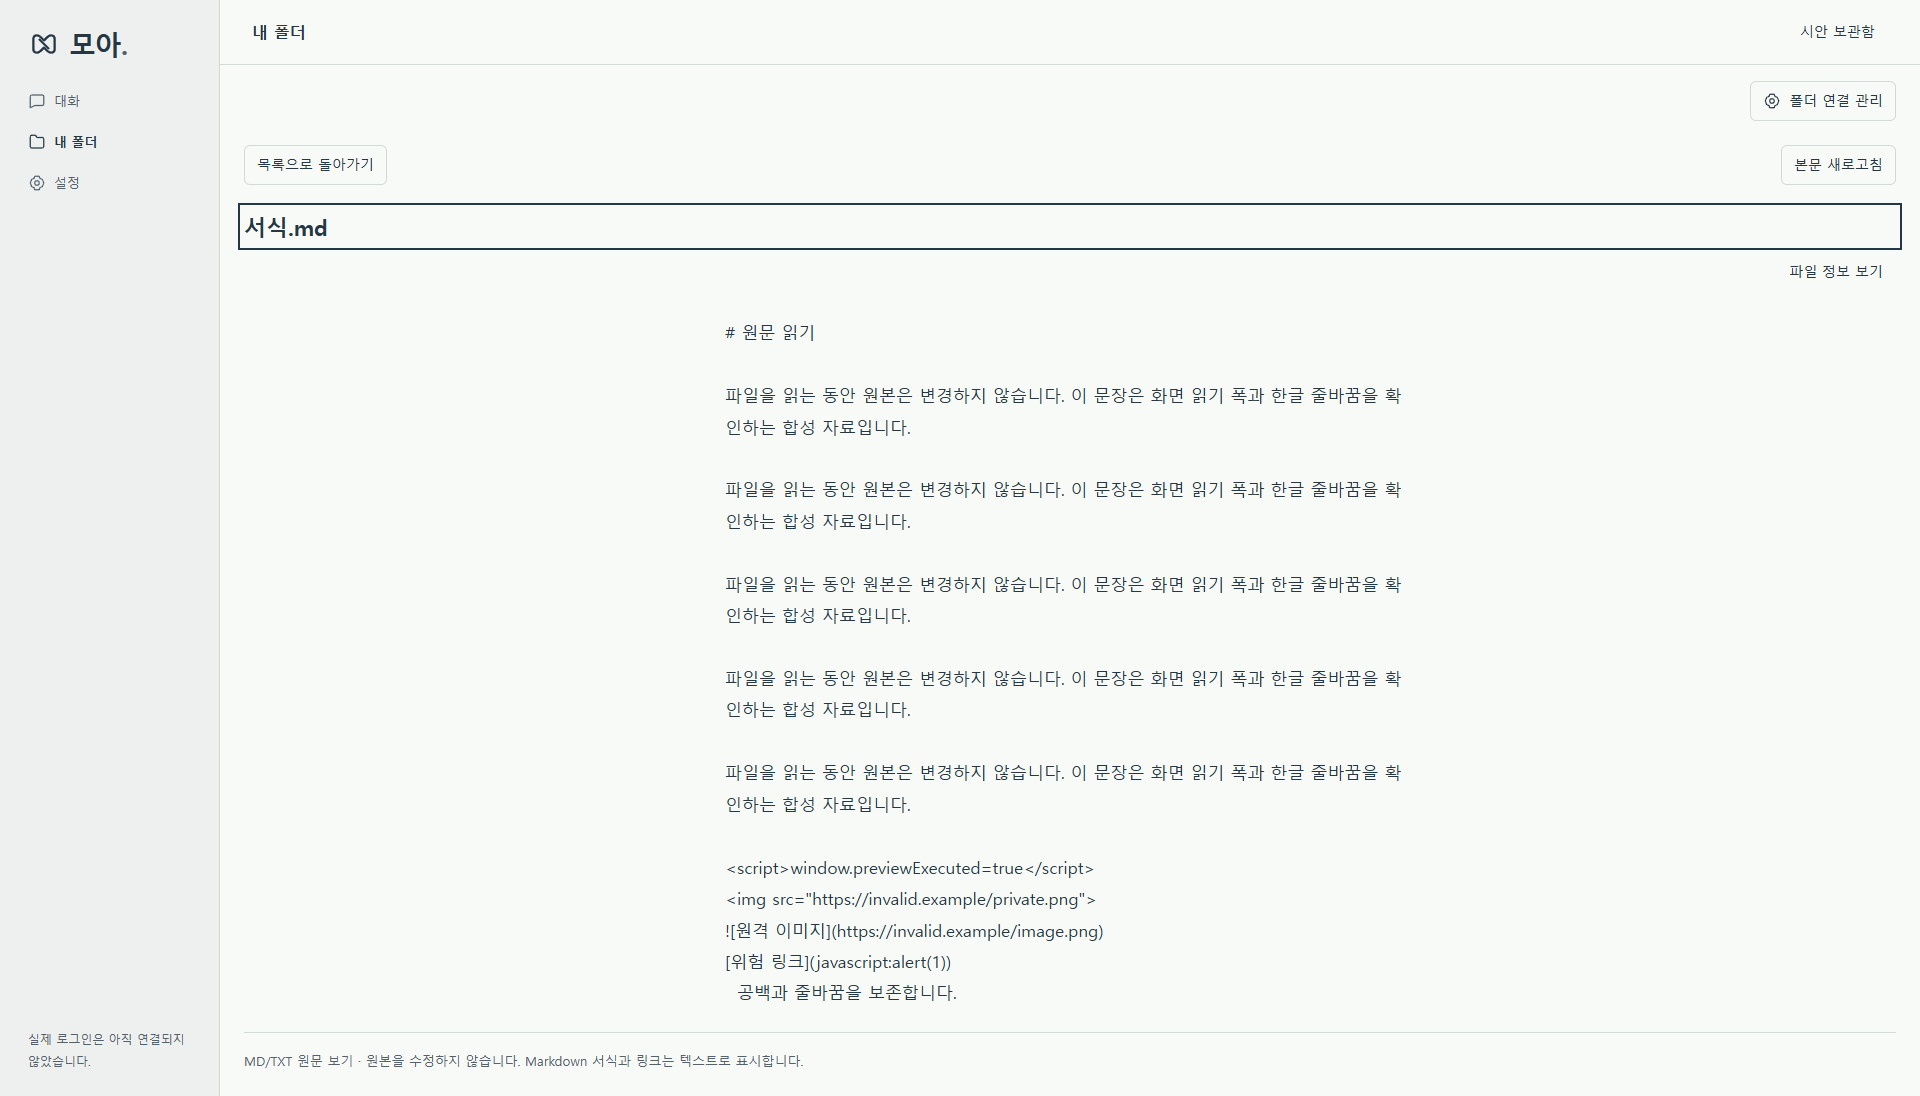 모아.
대화
내 폴더
설정
실제 로그인은 아직 연결되지
않았습니다.
내 폴더
시안 보관함
폴더 연결 관리
목록으로 돌아가기
본문 새로고침
서식.md
파일 정보 보기
# 원문 읽기
파일을 읽는 동안 원본은 변경하지 않습니다. 이 문장은 화면 읽기 폭과 한글 줄바꿈을 확
인하는 합성 자료입니다.
파일을 읽는 동안 원본은 변경하지 않습니다. 이 문장은 화면 읽기 폭과 한글 줄바꿈을 확
인하는 합성 자료입니다.
파일을 읽는 동안 원본은 변경하지 않습니다. 이 문장은 화면 읽기 폭과 한글 줄바꿈을 확
인하는 합성 자료입니다.
파일을 읽는 동안 원본은 변경하지 않습니다. 이 문장은 화면 읽기 폭과 한글 줄바꿈을 확
인하는 합성 자료입니다.
파일을 읽는 동안 원본은 변경하지 않습니다. 이 문장은 화면 읽기 폭과 한글 줄바꿈을 확
인하는 합성 자료입니다.
<script>window.previewExecuted=true</script>
<img src="https://invalid.example/private.png">
![원격 이미지](https://invalid.example/image.png)
[위험 링크](javascript:alert(1))
공백과 줄바꿈을 보존합니다.
MD/TXT 원문 보기 · 원본을 수정하지 않습니다. Markdown 서식과 링크는 텍스트로 표시합니다.